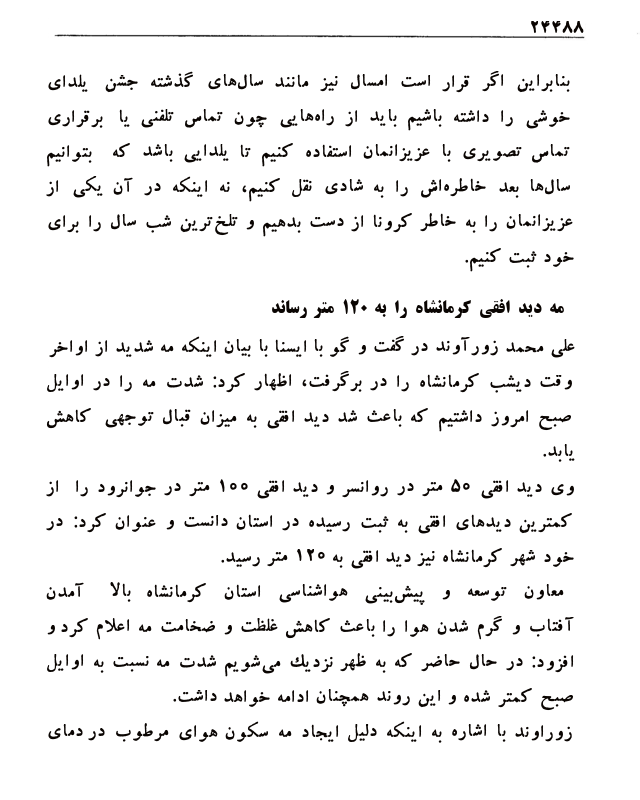 ۲۴۴۸۸
بنابراین اگر قرار است امسال نیز مانند سال‌های گذشته جشن یلدای
خوشی را داشته باشیم باید از راه‌هایی چون تماس تلفنی یا برقراری
تماس تصویری با عزیزانمان استفاده کنیم تا یلدایی باشد که بتوانیم
سال‌ها بعد خاطره‌اش را به شادی نقل کنیم، نه اینکه در آن یکی از
عزیزانمان را به خاطر کرونا از دست بدهیم و تلخ‌ترین شب سال را برای
خود ثبت کنیم.
مه دید افقی کرمانشاه را به ۱۲۰ متر رساند
علی محمد زورآوند در گفت و گو با ایسنا با بیان اینکه مه شدید از اواخر
وقت دیشب کرمانشاه را در برگرفت، اظهار کرد: شدت مه را در اوایل
صبح امروز داشتیم که باعث شد دید افقی به میزان قبال توجهی کاهش
یابد.
وی دید افقی ۵۰ متر در روانسر و دید افقی ۱۰۰ متر در جوانرود را از
کمترین دیدهای افقی به ثبت رسیده در استان دانست و عنوان کرد: در
خود شهر کرمانشاه نیز دید افقی به ۱۲۰ متر رسید.
معاون توسعه و پیش‌بینی هواشناسی استان کرمانشاه بالا آمدن
آفتاب و گرم شدن هوا را باعث کاهش غلظت و ضخامت مه اعلام کرد و
افزود: در حال حاضر که به ظهر نزدیك می‌شویم شدت مه نسبت به اوایل
صبح کمتر شده و این روند همچنان ادامه خواهد داشت.
زوراوند با اشاره به اینکه دلیل ایجاد مه سکون هوای مرطوب در دمای